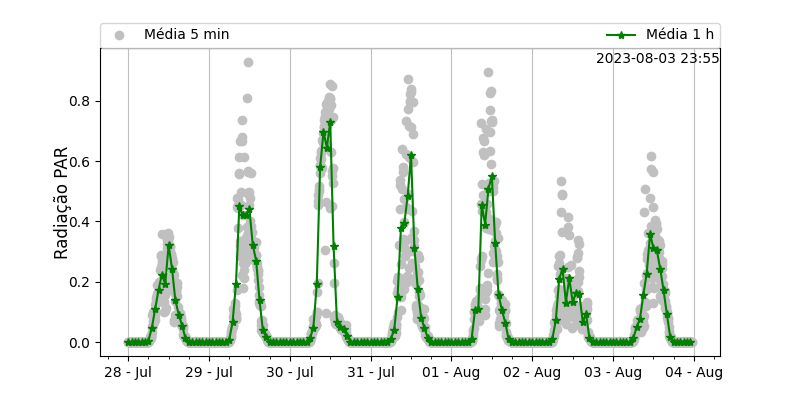 Média 5 min
Média 1 h
2023-08-03 23:55
Radiação PAR
0.8
0.6
0.4
0.2
0.0
28 - Jul
29 - Jul
30 - Jul
31 - Jul
01 - Aug
02 - Aug
03 - Aug
04 - Aug